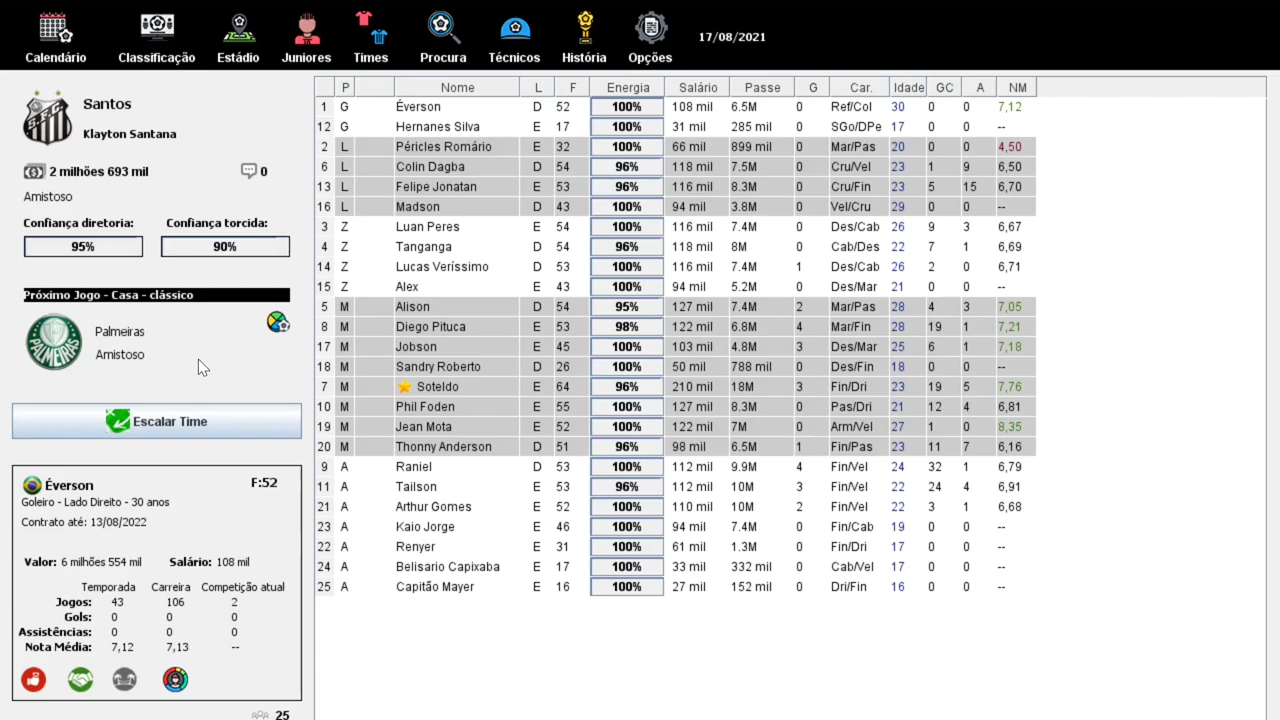 Calendário Classificação Estádio Juniores Times Procura Técnicos História Opções 17/08/2021
Santos
Klayton Santana
2 milhões 693 mil 0
Amistoso
Confiança diretoria: Confiança torcida:
95% 90%
Próximo Jogo - Casa - clássico
PALMEIRAS
Palmeiras
Amistoso
Escalar Time
Éverson F:52
Goleiro - Lado Direito - 30 anos
Contrato até: 13/08/2022
Valor: 6 milhões 554 mil Salário: 108 mil
Temporada Carreira Competição atual
Jogos: 43 106 2
Gols: 0 0 0
Assistências: 0 0 0
Nota Média: 7,12 7,13 --
25
P Nome L F Energia Salário Passe G Car. Idade GC A NM
1 G Éverson D 52 100% 108 mil 6.5M 0 Ref/Col 30 0 0 7,12
12 G Hernanes Silva E 17 100% 31 mil 285 mil 0 SGo/DPe 17 0 0 --
2 L Péricles Romário E 32 100% 66 mil 899 mil 0 Mar/Pas 20 0 0 4,50
6 L Colin Dagba D 54 96% 118 mil 7.5M 0 Cru/Vel 23 1 9 6,50
13 L Felipe Jonatan E 53 96% 116 mil 8.3M 0 Cru/Fin 23 5 15 6,70
16 L Madson D 43 100% 94 mil 3.8M 0 Vel/Cru 29 0 0 --
3 Z Luan Peres E 54 100% 116 mil 7.4M 0 Des/Cab 26 9 3 6,67
4 Z Tanganga D 54 96% 122 mil 8M 0 Cab/Des 22 7 1 6,69
14 Z Lucas Veríssimo D 53 100% 116 mil 7.4M 1 Des/Cab 26 2 0 6,71
15 Z Alex E 43 100% 94 mil 5.2M 0 Des/Mar 21 0 0 --
5 M Alison D 54 95% 127 mil 7.4M 2 Mar/Pas 28 4 3 7,05
8 M Diego Pituca E 53 98% 122 mil 6.8M 4 Mar/Fin 28 19 1 7,21
17 M Jobson E 45 100% 103 mil 4.8M 3 Des/Mar 25 6 1 7,18
18 M Sandry Roberto D 26 100% 50 mil 788 mil 0 Des/Fin 18 0 0 --
7 M Soteldo E 64 96% 210 mil 18M 3 Fin/Dri 23 19 5 7,76
10 M Phil Foden E 55 100% 127 mil 8.3M 0 Pas/Dri 21 12 4 6,81
19 M Jean Mota E 52 100% 122 mil 7M 0 Arm/Vel 27 1 0 8,35
20 M Thonny Anderson D 51 96% 98 mil 6.5M 1 Fin/Pas 23 11 7 6,16
9 A Raniel D 53 100% 112 mil 9.9M 4 Fin/Vel 24 32 1 6,79
11 A Tailson E 53 96% 112 mil 10M 3 Fin/Vel 22 24 4 6,91
21 A Arthur Gomes E 52 100% 110 mil 10M 2 Fin/Vel 22 3 1 6,68
23 A Kaio Jorge E 46 100% 94 mil 7.4M 0 Fin/Cab 19 0 0 --
22 A Renyer E 31 100% 61 mil 1.3M 0 Fin/Dri 17 0 0 --
24 A Belisario Capixaba E 17 100% 33 mil 332 mil 0 Cab/Vel 17 0 0 --
25 A Capitão Mayer E 16 100% 27 mil 152 mil 0 Dri/Fin 16 0 0 --